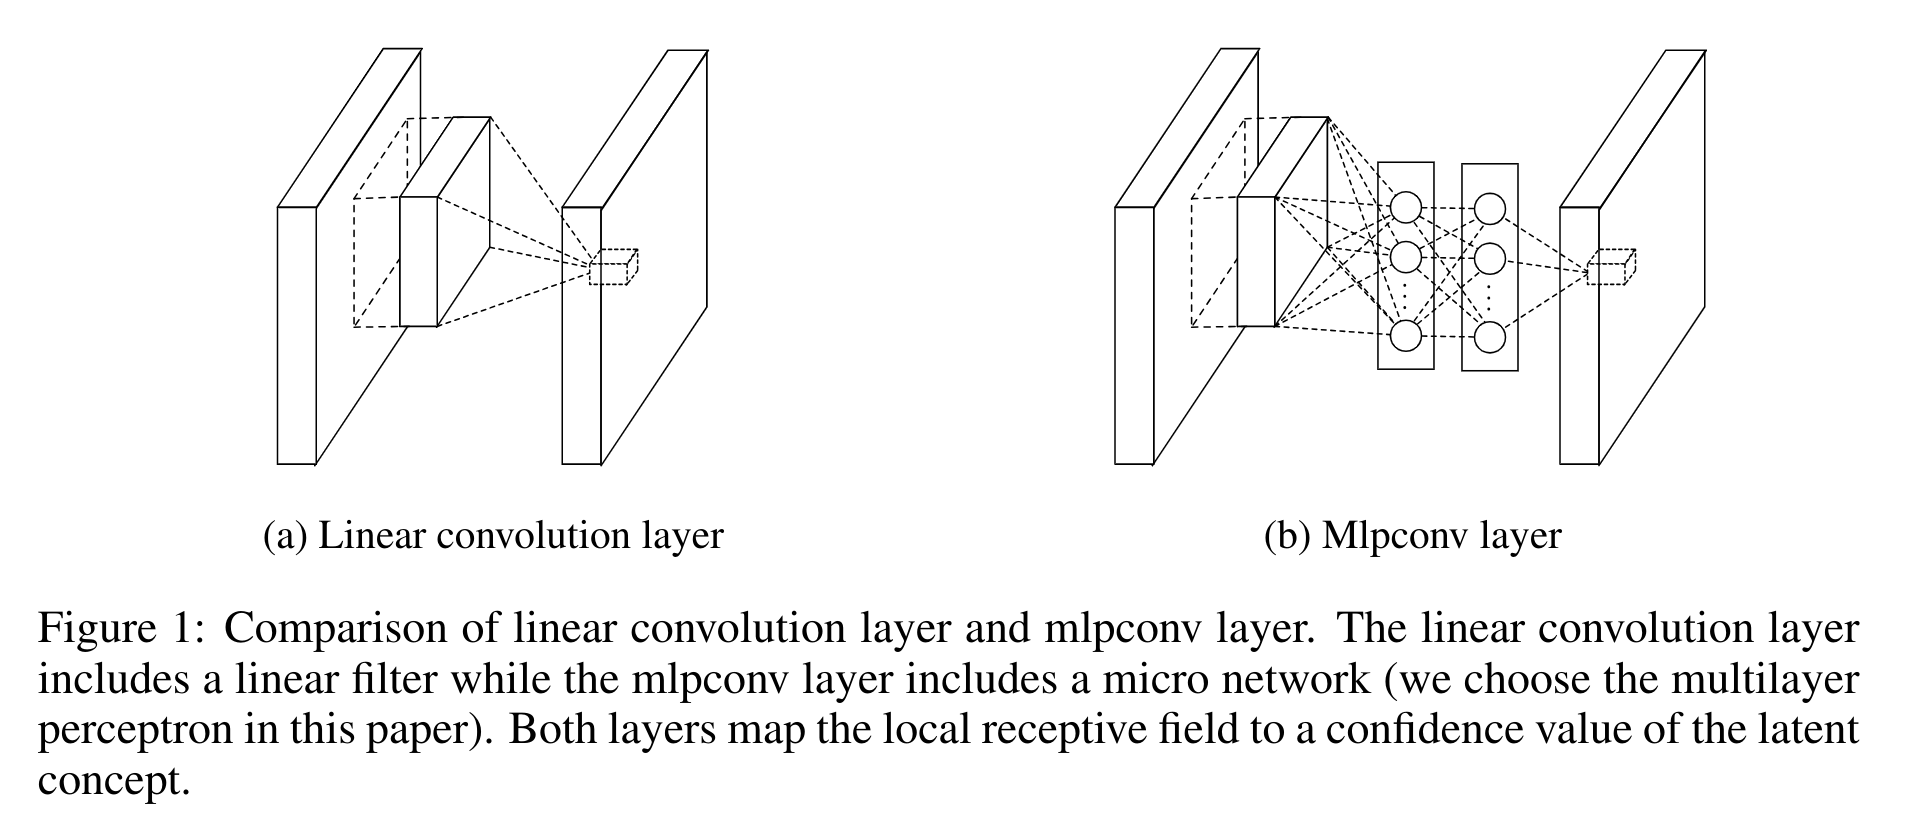 (a) Linear convolution layer
(b) Mlpconv layer
Figure 1: Comparison of linear convolution layer and mlpconv layer. The linear convolution layer
includes a linear filter while the mlpconv layer includes a micro network (we choose the multilayer
perceptron in this paper). Both layers map the local receptive field to a confidence value of the latent
concept.